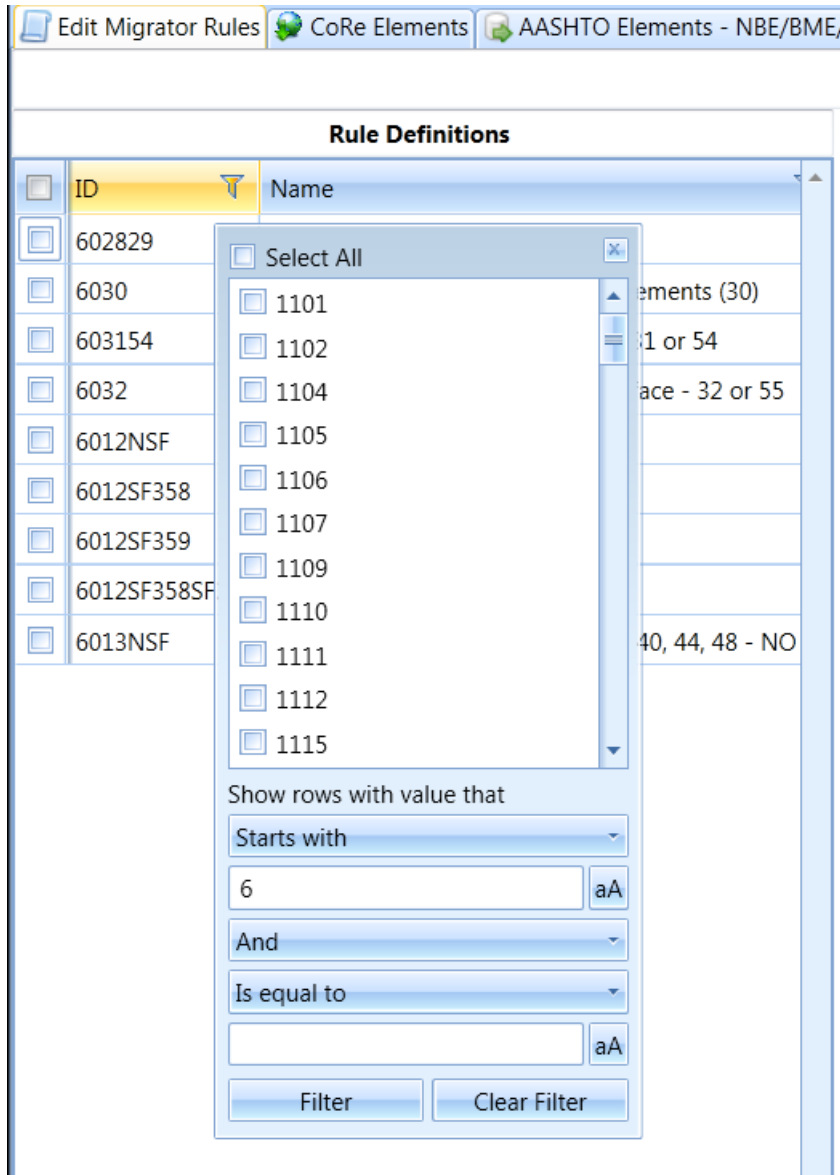 Edit Migrator Rules CoRe Elements AASHTO Elements - NBE/BME/
Rule Definitions
ID Name
602829
6030 ements (30)
603154 31 or 54
6032 ace - 32 or 55
6012NSF
6012SF358
6012SF359
6012SF358SF
6013NSF 40, 44, 48 - NO
Select All
1101
1102
1104
1105
1106
1107
1109
1110
1111
1112
1115
Show rows with value that
Starts with
6 aA
And
Is equal to
aA
Filter Clear Filter